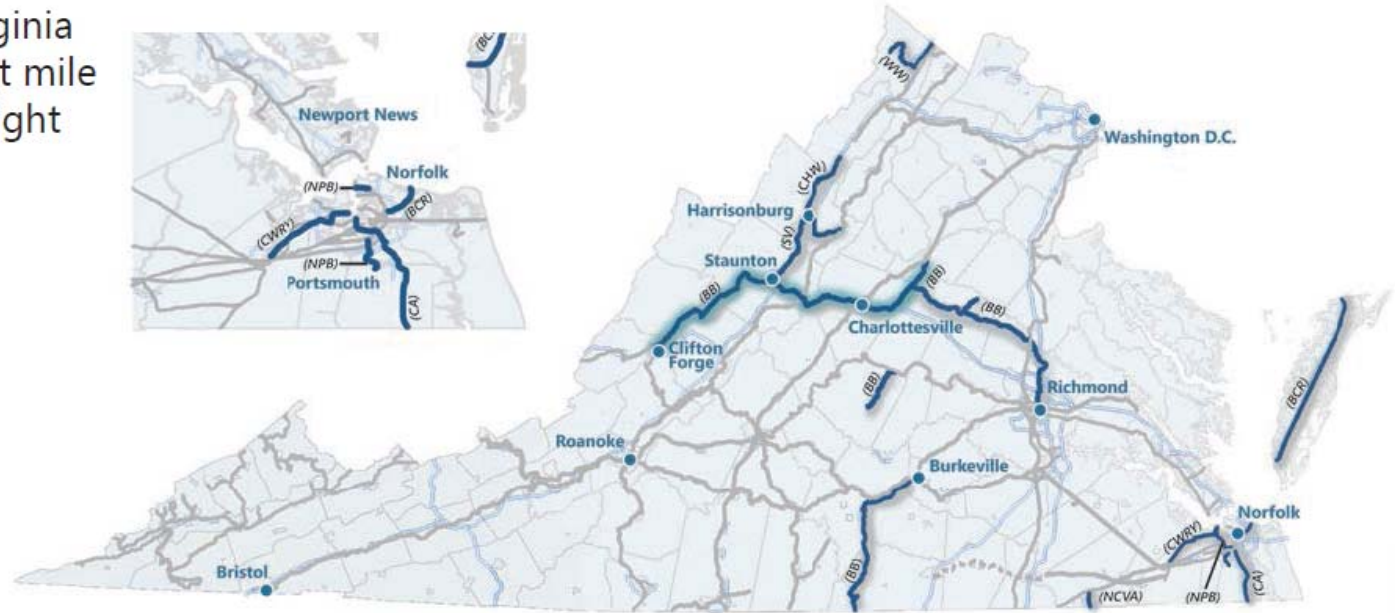 ginia
t mile
ght
(BC
Newport News
(NPB)
Norfolk
(BCR)
(CWRY)
(NPB)
Portsmouth
(CA)
(WW)
Washington D.C.
(CHW)
Harrisonburg
(SV)
Staunton
(BB)
(BB)
(BB)
Charlottesville
Clifton
Forge
(BB)
Richmond
(BCR)
Roanoke
Burkeville
Norfolk
(CWRY)
Bristol
(BB)
(NCVA)
(NPB)
(CA)